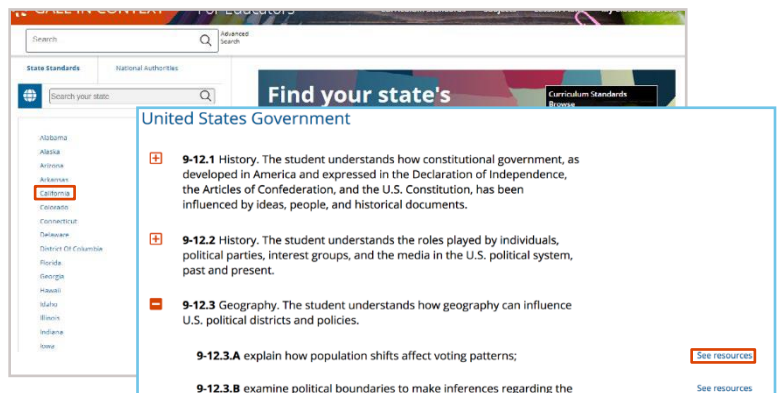 GALE IN CONTEXT For Educators
Search
Advanced
Search
State Standards National Authorities
Search your state
Find your state's
Curriculum Standards
Browse
Alabama
Alaska
Arizona
Arkansas
California
Colorado
Connecticut
Delaware
District Of Columbia
Florida
Georgia
Hawaii
Idaho
Illinois
Indiana
Iowa
United States Government
9-12.1 History. The student understands how constitutional government, as
developed in America and expressed in the Declaration of Independence,
the Articles of Confederation, and the U.S. Constitution, has been
influenced by ideas, people, and historical documents.
9-12.2 History. The student understands the roles played by individuals,
political parties, interest groups, and the media in the U.S. political system,
past and present.
9-12.3 Geography. The student understands how geography can influence
U.S. political districts and policies.
9-12.3.A explain how population shifts affect voting patterns;
See resources
9-12.3.B examine political boundaries to make inferences regarding the
See resources